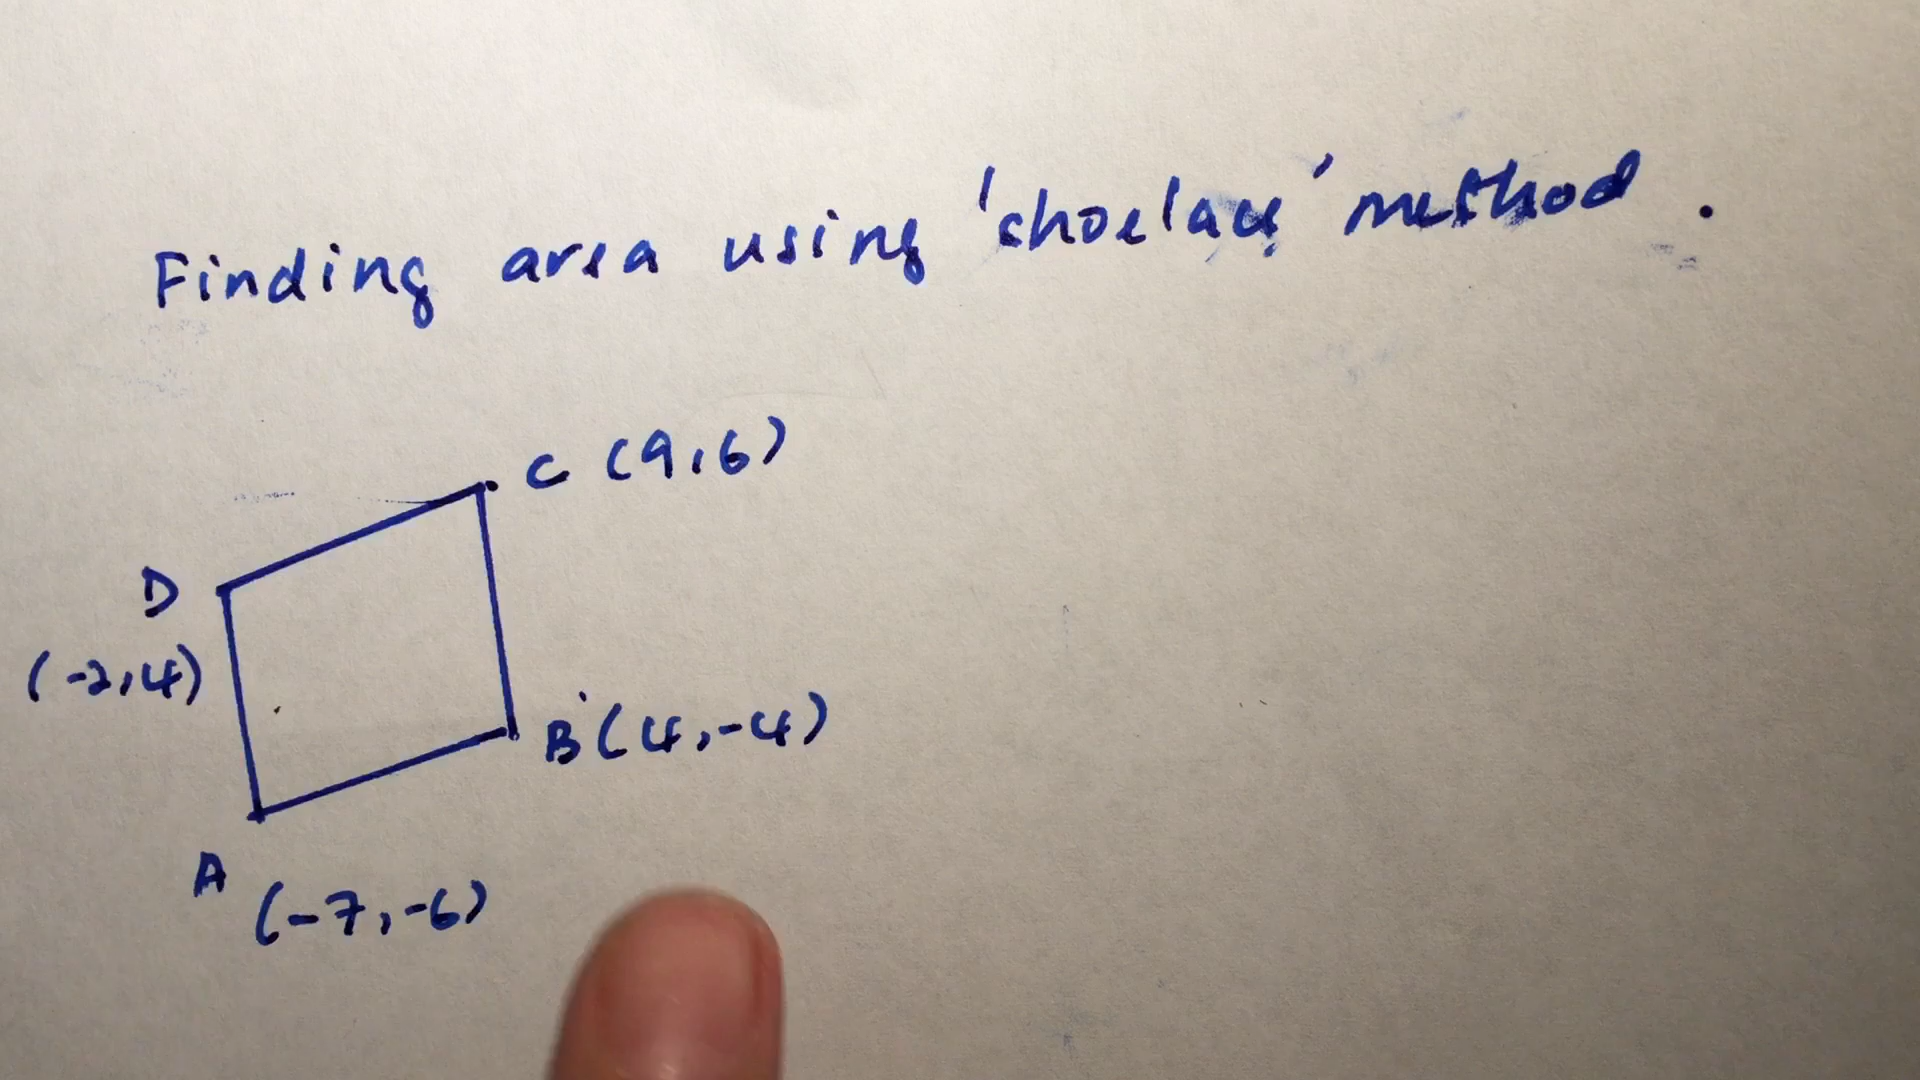 Finding area using 'shoelace' method.
C (9,6)
D
(-2,4)
B (4,-4)
A
(-7,-6)